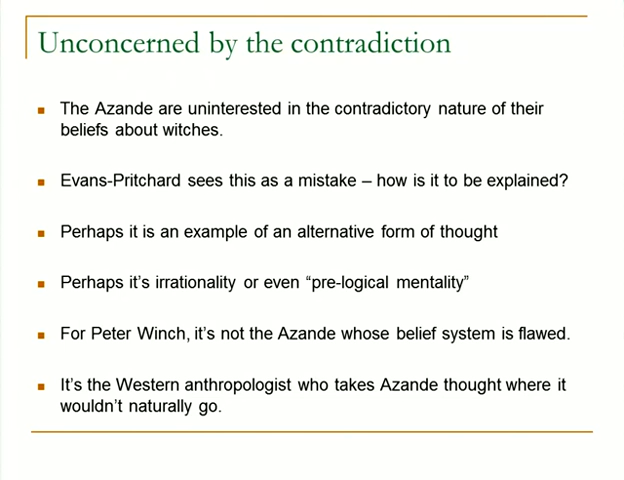 Unconcerned by the contradiction
■ The Azande are uninterested in the contradictory nature of their
beliefs about witches.
■ Evans-Pritchard sees this as a mistake – how is it to be explained?
■ Perhaps it is an example of an alternative form of thought
■ Perhaps it’s irrationality or even “pre-logical mentality”
■ For Peter Winch, it’s not the Azande whose belief system is flawed.
■ It’s the Western anthropologist who takes Azande thought where it
wouldn’t naturally go.